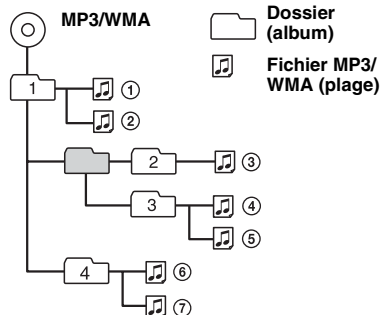 MP3/WMA
Dossier
(album)
Fichier MP3/
WMA (plage)
1
①
②
2
③
3
④
⑤
4
⑥
⑦